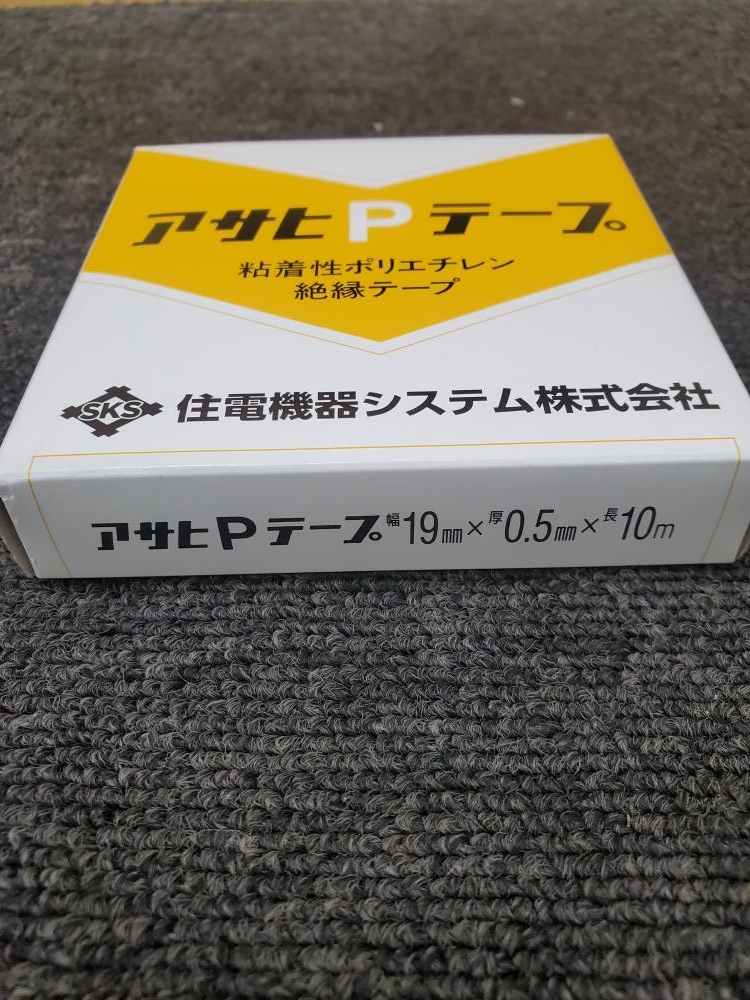 アサヒPテープ
粘着性ポリエチレン
絶縁テープ
SKS 住電機器システム株式会社
アサヒPテープ 幅19mm×厚0.5mm×長10m